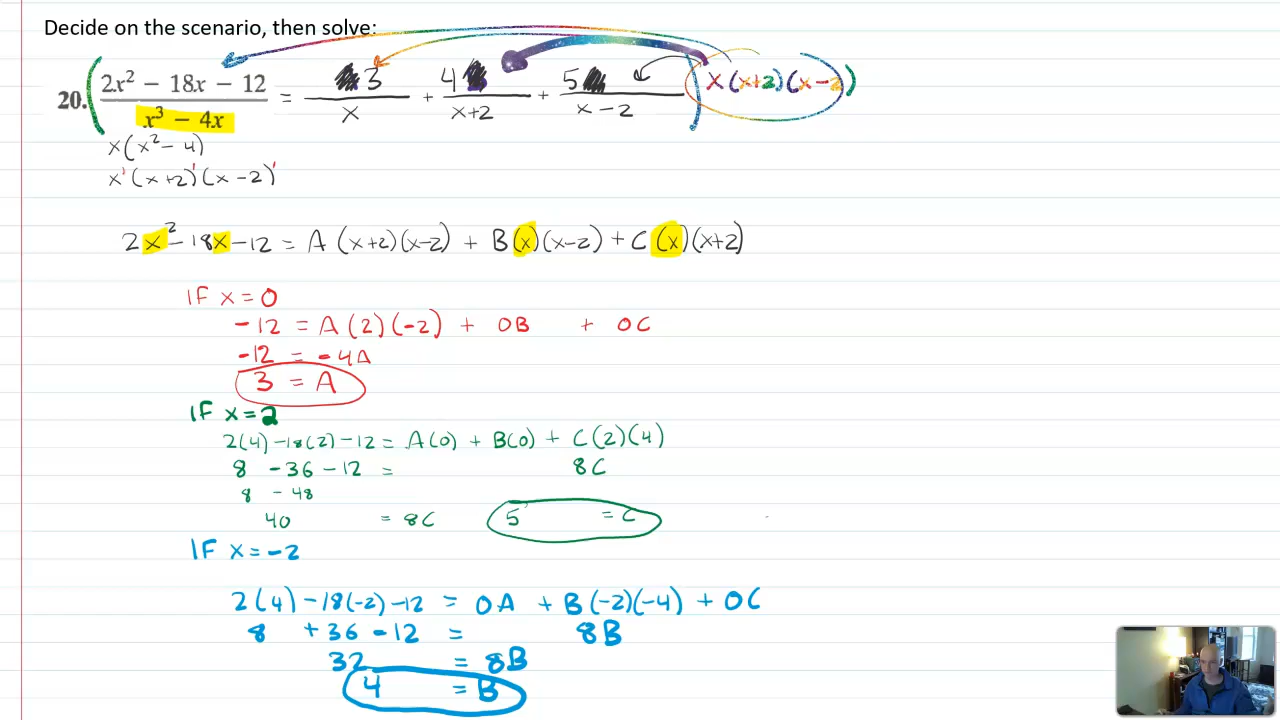 Decide on the scenario, then solve:
20. (2x² − 18x − 12)/(x³ − 4x) = 3/x + 4/(x+2) + 5/(x−2) | x(x+2)(x−2)
x(x²−4)
x¹(x+2)¹(x−2)¹
2x²−18x−12 = A(x+2)(x−2) + B(x)(x−2) + C(x)(x+2)
IF x = 0
−12 = A(2)(−2) + 0B + 0C
−12 = −4A
3 = A
IF x = 2
2(4)−18(2)−12 = A(0) + B(0) + C(2)(4)
8 −36 −12 = 8C
8 −48
40 = 8C 5 = C
IF x = −2
2(4)−18(−2)−12 = 0A + B(−2)(−4) + 0C
8 +36 −12 = 8B
32 = 8B
4 = B